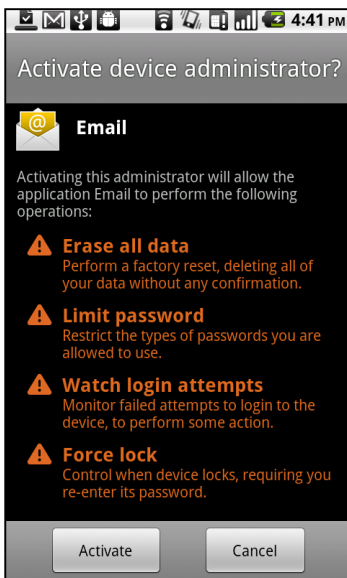 4:41 PM
Activate device administrator?
@
Email
Activating this administrator will allow the
application Email to perform the following
operations:
Erase all data
Perform a factory reset, deleting all of
your data without any confirmation.
Limit password
Restrict the types of passwords you are
allowed to use.
Watch login attempts
Monitor failed attempts to login to the
device, to perform some action.
Force lock
Control when device locks, requiring you
re-enter its password.
Activate Cancel